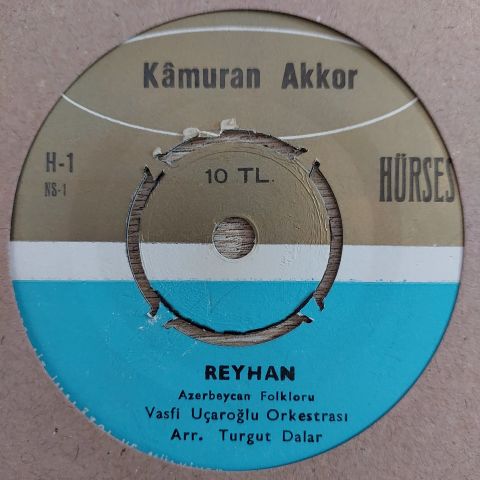 Kâmuran Akkor
H-1
NS-1
10 TL.
HÜRSES
REYHAN
Azerbeycan Folkloru
Vasfi Uçaroğlu Orkestrası
Arr. Turgut Dalar